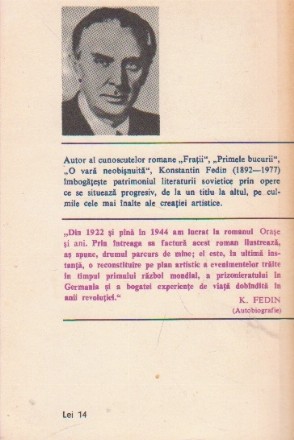 Autor al cunoscutelor romane „Frații“, „Primele bucurii“,
„O vară neobișnuită“, Konstantin Fedin (1892—1977)
îmbogățește patrimoniul literaturii sovietice prin opere
ce se situează progresiv, de la un titlu la altul, pe cul-
mile cele mai înalte ale creației artistice.
„Din 1922 și pînă în 1944 am lucrat la romanul Orașe
și ani. Prin întreaga sa factură acest roman ilustrează,
aș spune, drumul parcurs de mine; el este, în ultimă ins-
tanță, o reconstituire pe plan artistic a evenimentelor trăite
în timpul primului război mondial, a prizonieratului în
Germania și a bogatei experiențe de viață dobîndită în
anii revoluției.“
K. FEDIN
(Autobiografie)
Lei 14